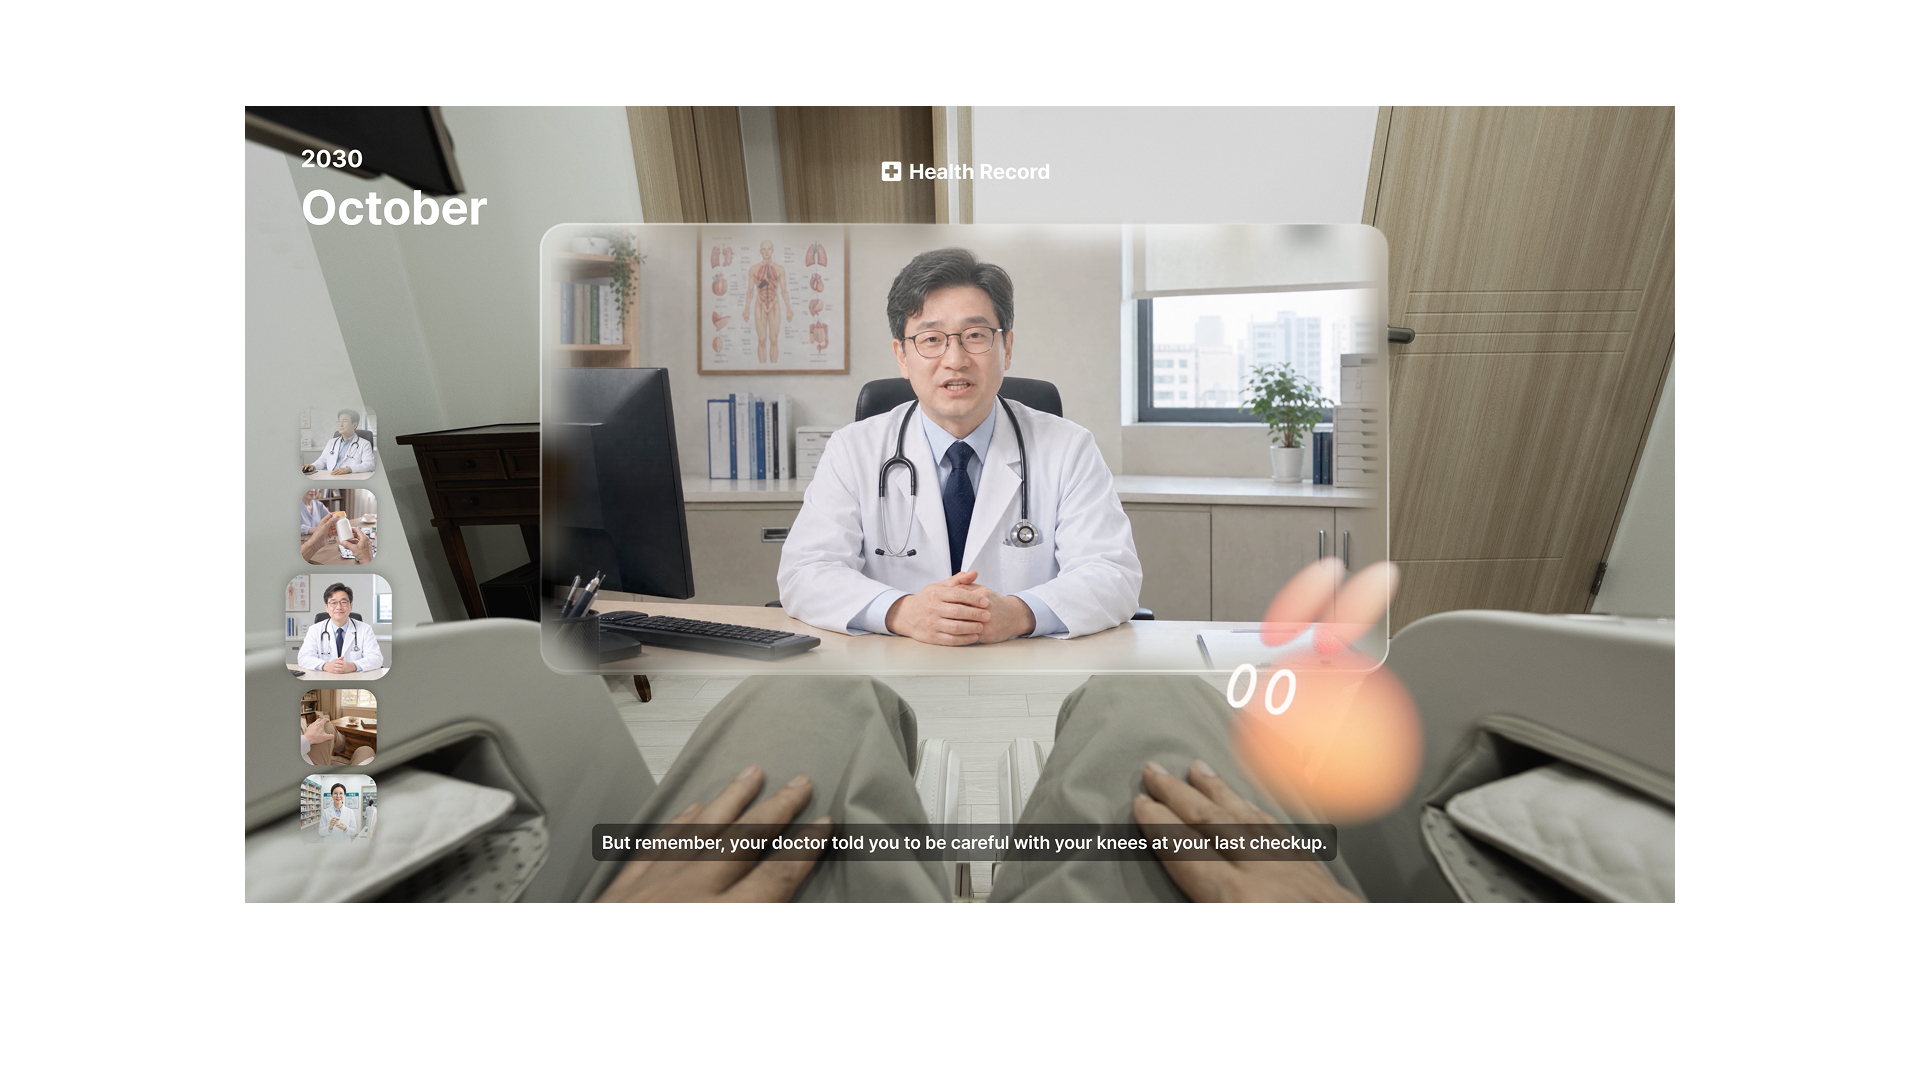 2030
October
Health Record
But remember, your doctor told you to be careful with your knees at your last checkup.